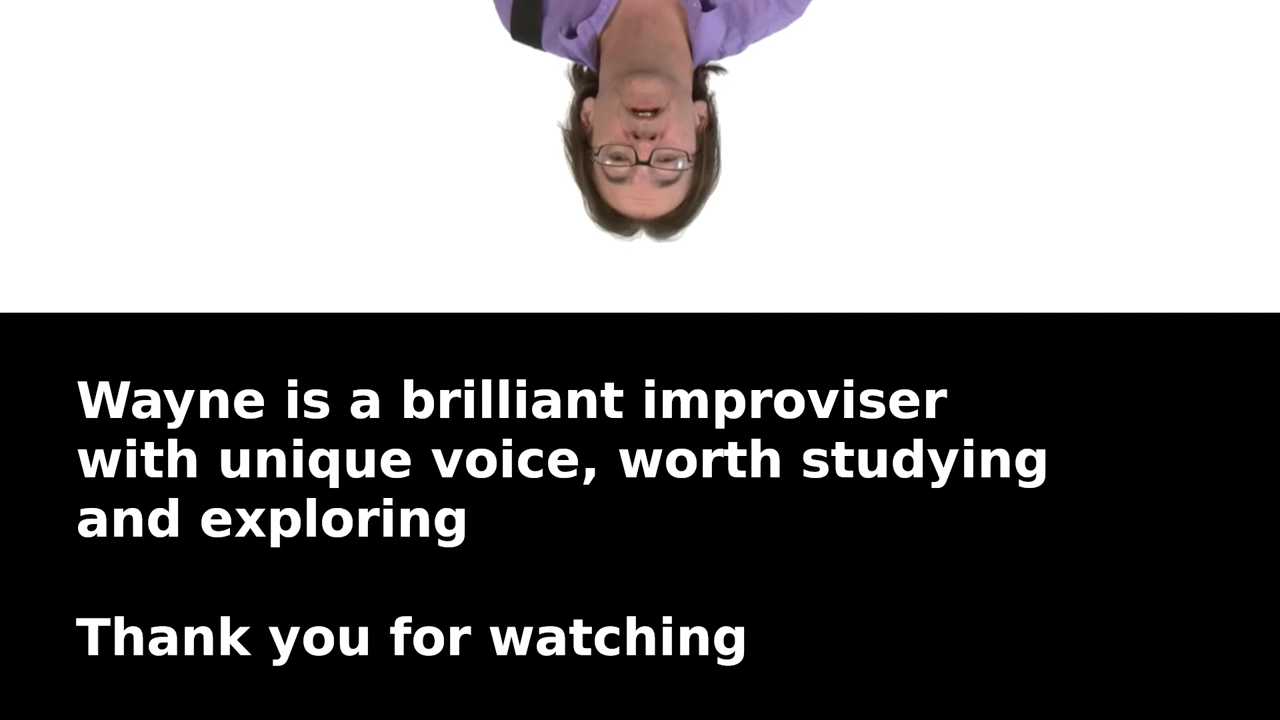 Wayne is a brilliant improviser
with unique voice, worth studying
and exploring
Thank you for watching